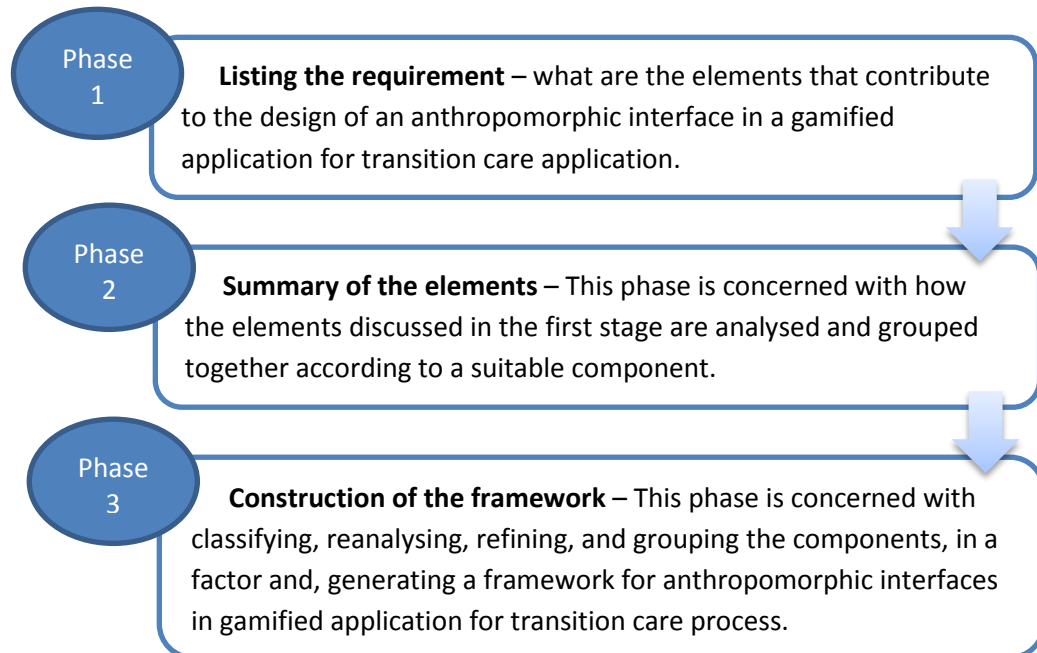 Phase
1
Listing the requirement – what are the elements that contribute
to the design of an anthropomorphic interface in a gamified
application for transition care application.
Phase
2
Summary of the elements – This phase is concerned with how
the elements discussed in the first stage are analysed and grouped
together according to a suitable component.
Phase
3
Construction of the framework – This phase is concerned with
classifying, reanalysing, refining, and grouping the components, in a
factor and, generating a framework for anthropomorphic interfaces
in gamified application for transition care process.